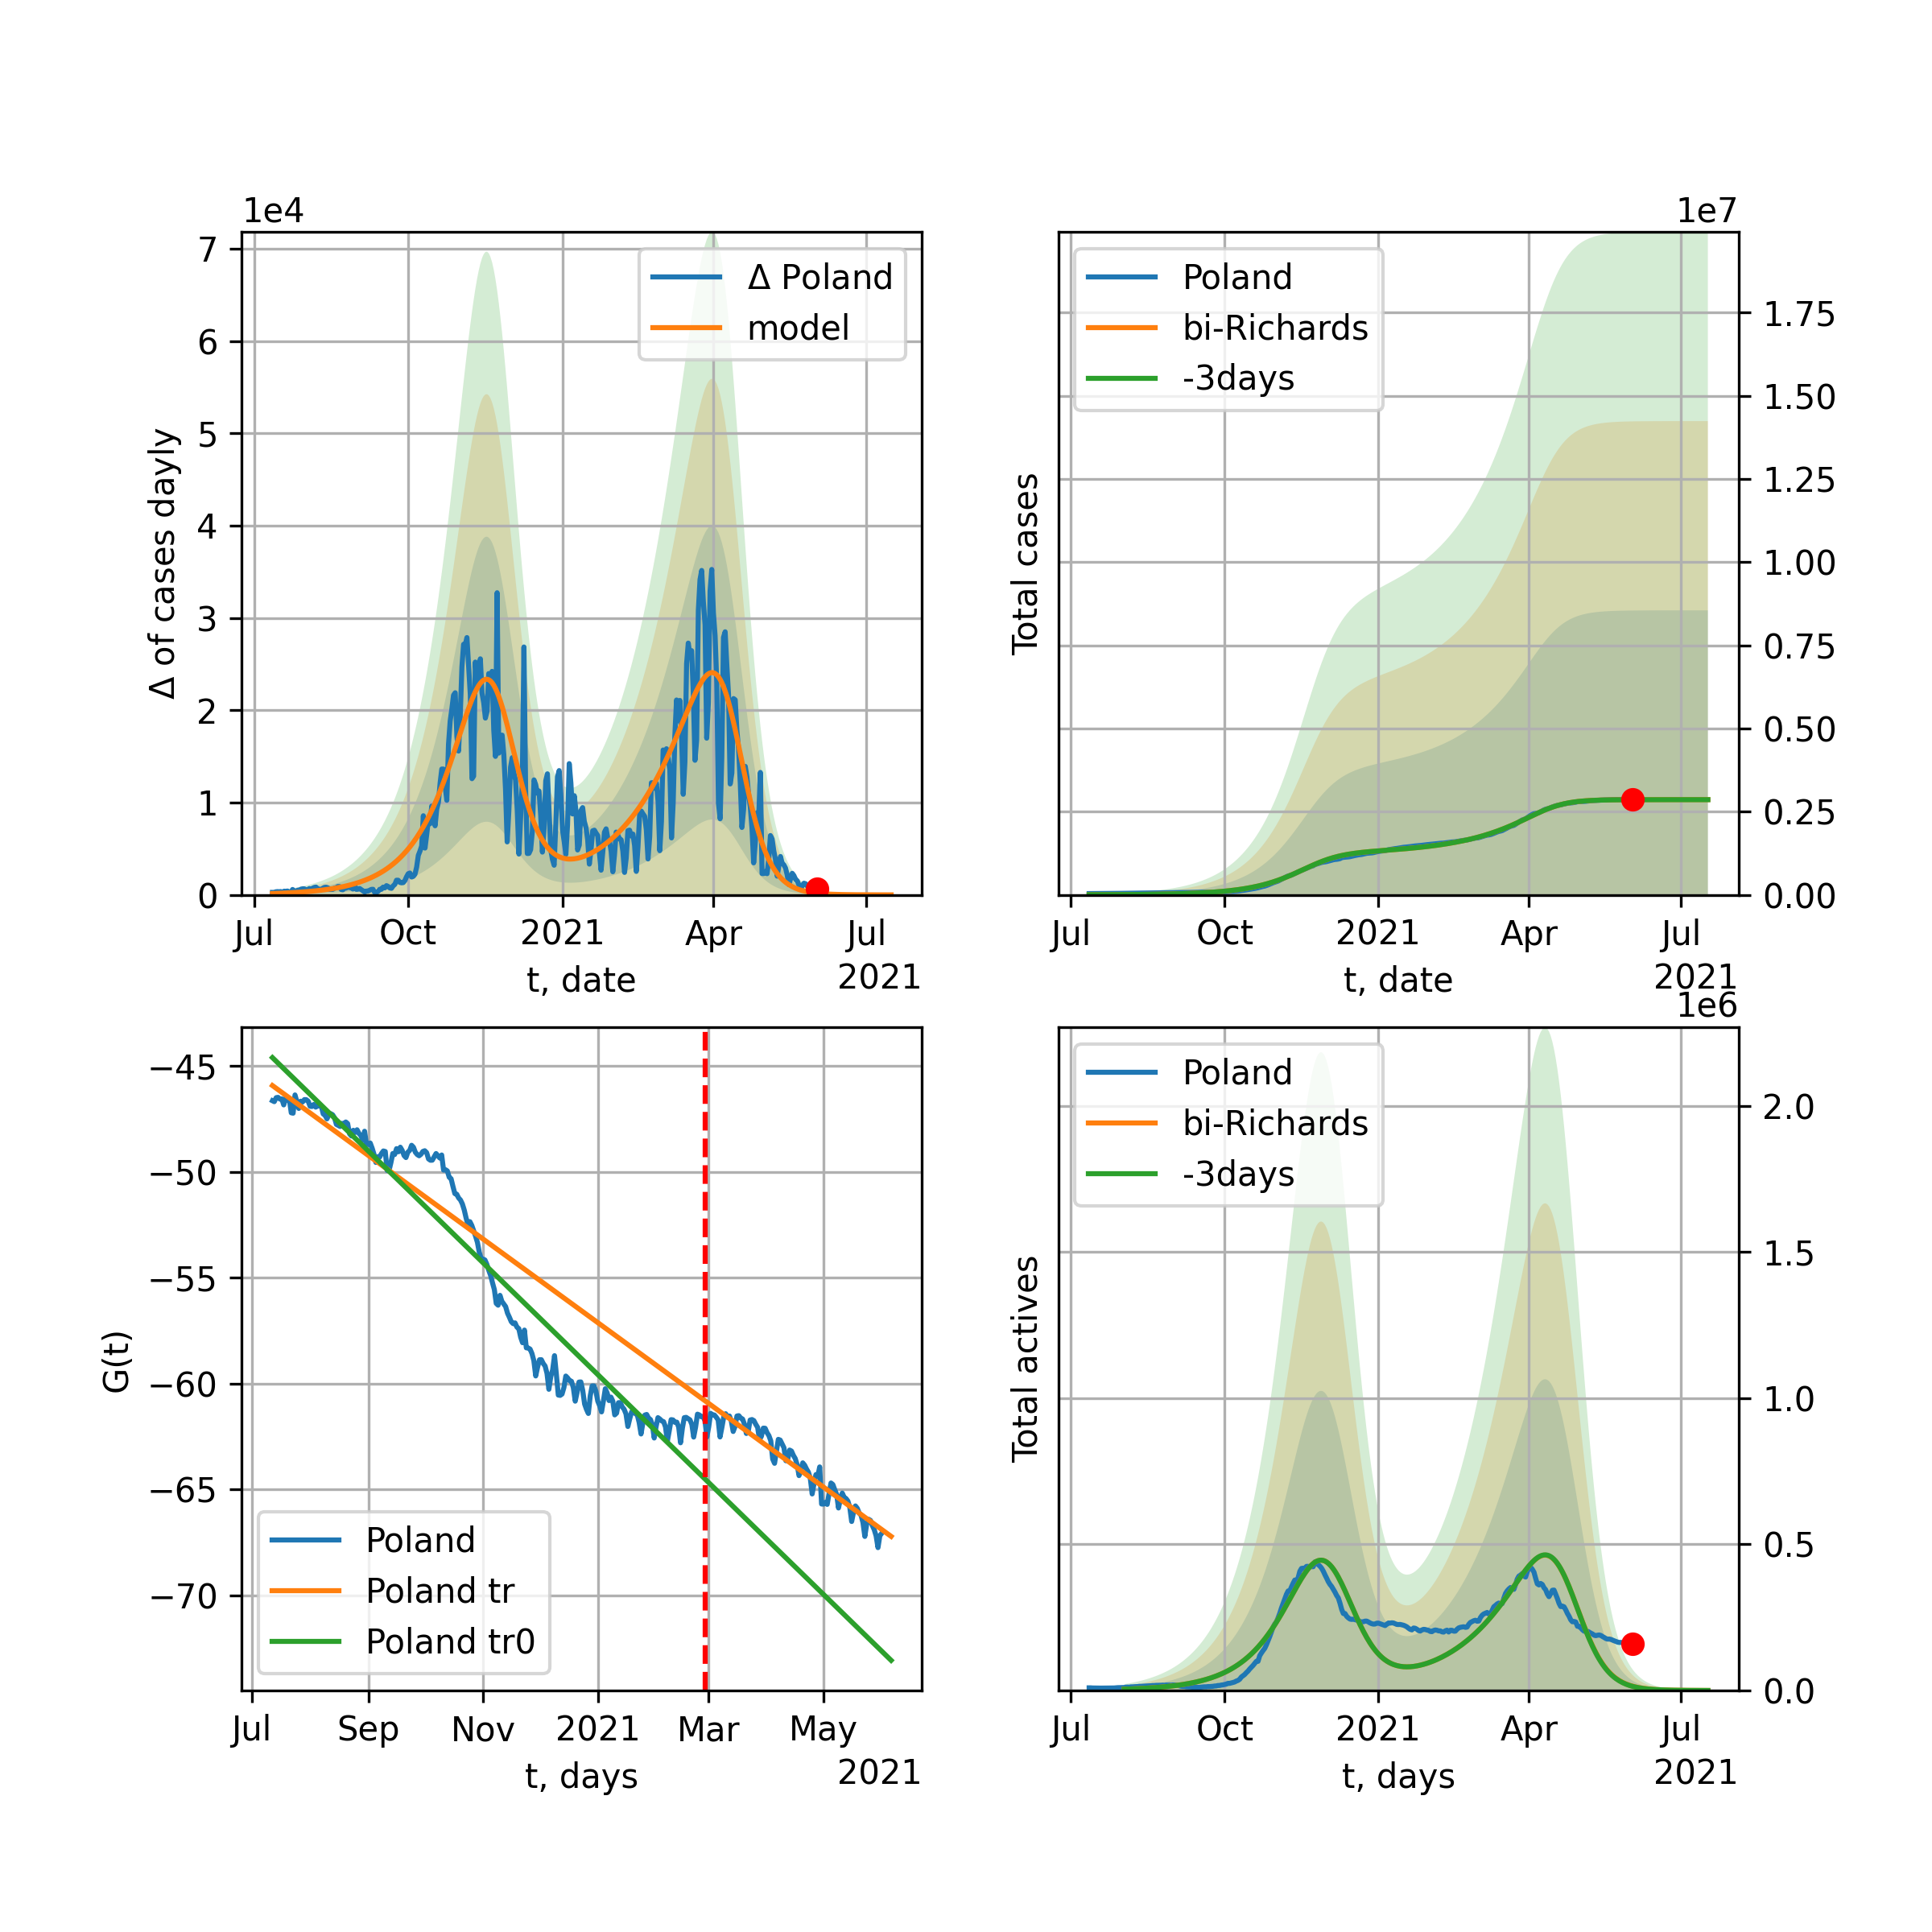 1e4
7
6
5
4
3
2
1
0
Δ of cases dayly
Δ Poland
model
Jul
Oct
2021
Apr
Jul
2021
t, date
1e7
Poland
bi-Richards
-3days
Total cases
1.75
1.50
1.25
1.00
0.75
0.50
0.25
0.00
Jul
Oct
2021
Apr
Jul
2021
t, date
−45
−50
−55
−60
−65
−70
G(t)
Poland
Poland tr
Poland tr0
Jul
Sep
Nov
2021
Mar
May
2021
t, days
1e6
Poland
bi-Richards
-3days
Total actives
2.0
1.5
1.0
0.5
0.0
Jul
Oct
2021
Apr
Jul
2021
t, days